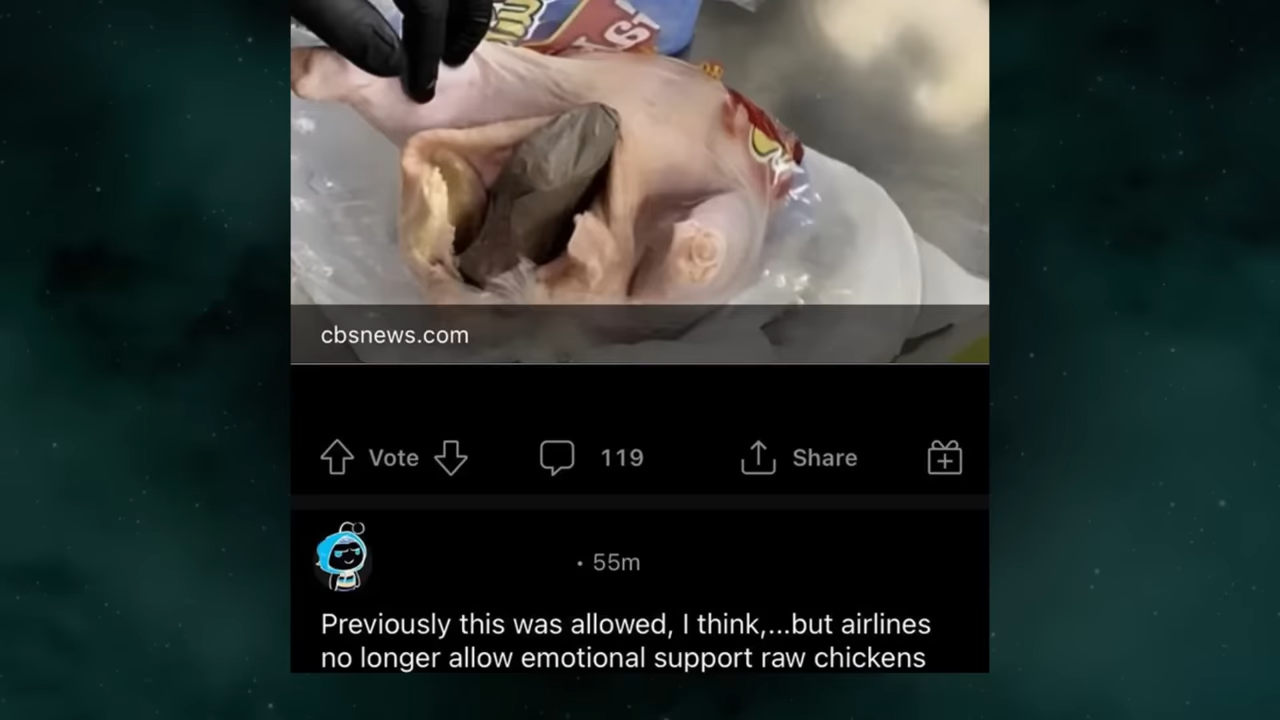 cbsnews.com
Vote
119
Share
• 55m
Previously this was allowed, I think,...but airlines
no longer allow emotional support raw chickens